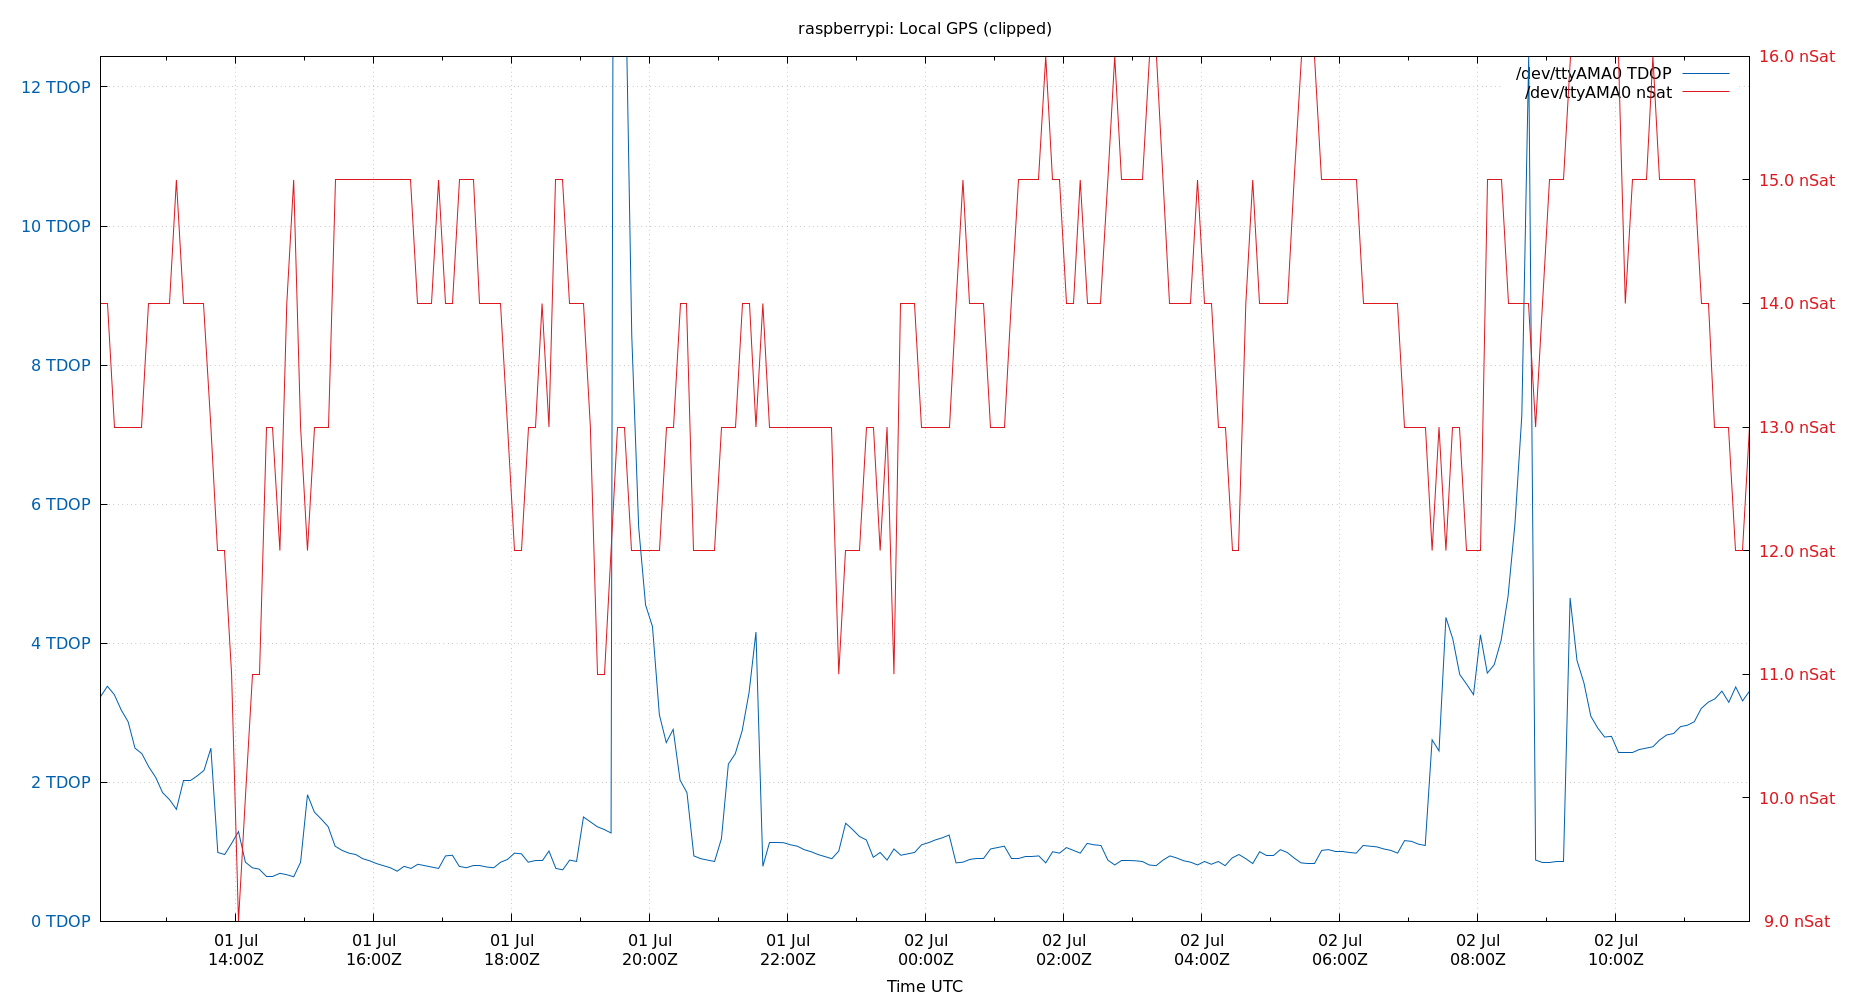 raspberrypi: Local GPS (clipped)
/dev/ttyAMA0 TDOP
/dev/ttyAMA0 nSat
12 TDOP
10 TDOP
8 TDOP
6 TDOP
4 TDOP
2 TDOP
0 TDOP
16.0 nSat
15.0 nSat
14.0 nSat
13.0 nSat
12.0 nSat
11.0 nSat
10.0 nSat
9.0 nSat
01 Jul
14:00Z
01 Jul
16:00Z
01 Jul
18:00Z
01 Jul
20:00Z
01 Jul
22:00Z
02 Jul
00:00Z
02 Jul
02:00Z
02 Jul
04:00Z
02 Jul
06:00Z
02 Jul
08:00Z
02 Jul
10:00Z
Time UTC